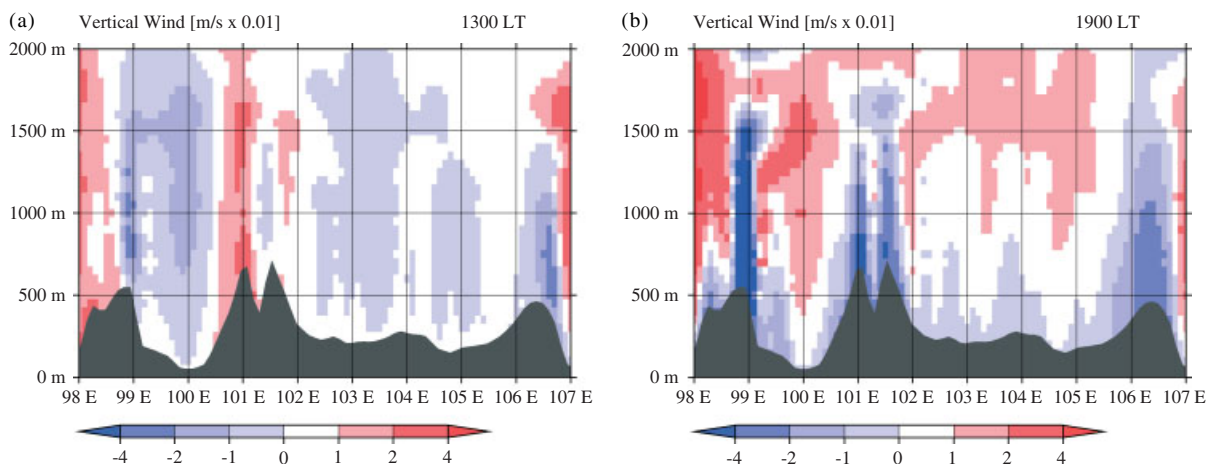 (a) Vertical Wind [m/s x 0.01] 1300 LT
2000 m
1500 m
1000 m
500 m
0 m
98 E 99 E 100 E 101 E 102 E 103 E 104 E 105 E 106 E 107 E
-4 -2 -1 0 1 2 4
(b) Vertical Wind [m/s x 0.01] 1900 LT
2000 m
1500 m
1000 m
500 m
0 m
98 E 99 E 100 E 101 E 102 E 103 E 104 E 105 E 106 E 107 E
-4 -2 -1 0 1 2 4